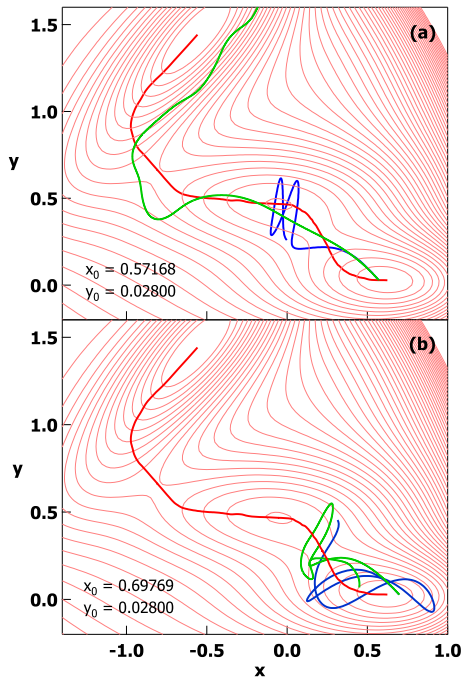 1.5
(a)
1.0
y
0.5
x₀ = 0.57168
y₀ = 0.02800
0.0
1.5
(b)
1.0
y
0.5
x₀ = 0.69769
y₀ = 0.02800
0.0
-1.0 -0.5 0.0 0.5 1.0
x